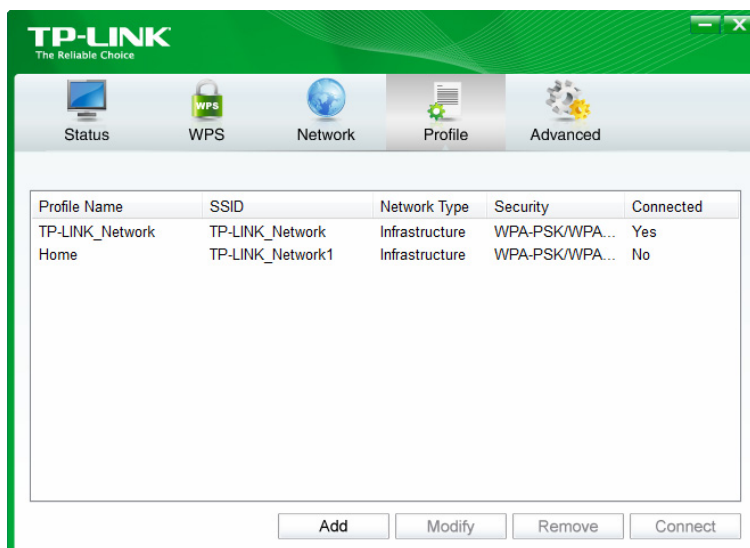 TP-LINK
The Reliable Choice
WPS
Status WPS Network Profile Advanced
Profile Name SSID Network Type Security Connected
TP-LINK_Network TP-LINK_Network Infrastructure WPA-PSK/WPA... Yes
Home TP-LINK_Network1 Infrastructure WPA-PSK/WPA... No
Add Modify Remove Connect